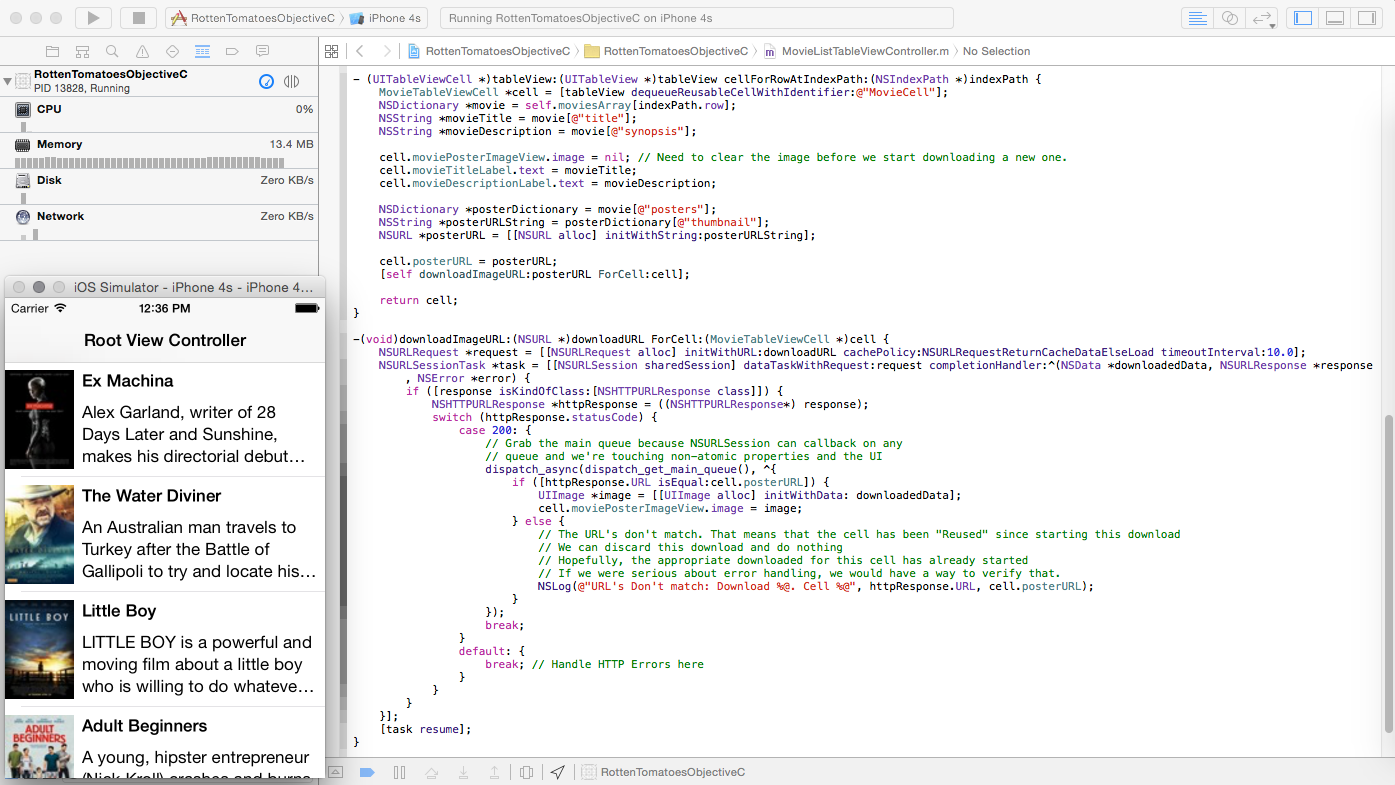 RottenTomatoesObjectiveC iPhone 4s
Running RottenTomatoesObjectiveC on iPhone 4s
RottenTomatoesObjectiveC
PID 13828, Running
CPU 0%
Memory 13.4 MB
Disk Zero KB/s
Network Zero KB/s
iOS Simulator - iPhone 4s - iPhone 4...
Carrier 12:36 PM
Root View Controller
Ex Machina
Alex Garland, writer of 28
Days Later and Sunshine,
makes his directorial debut…
The Water Diviner
An Australian man travels to
Turkey after the Battle of
Gallipoli to try and locate his…
Little Boy
LITTLE BOY is a powerful and
moving film about a little boy
who is willing to do whateve…
LITTLE BOY
Adult Beginners
A young, hipster entrepreneur
(Nick Kroll) crashes and burns
ADULT
BEGINNERS
RottenTomatoesObjectiveC RottenTomatoesObjectiveC m MovieListTableViewController.m No Selection
- (UITableViewCell *)tableView:(UITableView *)tableView cellForRowAtIndexPath:(NSIndexPath *)indexPath {
MovieTableViewCell *cell = [tableView dequeueReusableCellWithIdentifier:@"MovieCell"];
NSDictionary *movie = self.moviesArray[indexPath.row];
NSString *movieTitle = movie[@"title"];
NSString *movieDescription = movie[@"synopsis"];
cell.moviePosterImageView.image = nil; // Need to clear the image before we start downloading a new one.
cell.movieTitleLabel.text = movieTitle;
cell.movieDescriptionLabel.text = movieDescription;
NSDictionary *posterDictionary = movie[@"posters"];
NSString *posterURLString = posterDictionary[@"thumbnail"];
NSURL *posterURL = [[NSURL alloc] initWithString:posterURLString];
cell.posterURL = posterURL;
[self downloadImageURL:posterURL ForCell:cell];
return cell;
}
-(void)downloadImageURL:(NSURL *)downloadURL ForCell:(MovieTableViewCell *)cell {
NSURLRequest *request = [[NSURLRequest alloc] initWithURL:downloadURL cachePolicy:NSURLRequestReturnCacheDataElseLoad timeoutInterval:10.0];
NSURLSessionTask *task = [[NSURLSession sharedSession] dataTaskWithRequest:request completionHandler:^(NSData *downloadedData, NSURLResponse *response
, NSError *error) {
if ([response isKindOfClass:[NSHTTPURLResponse class]]) {
NSHTTPURLResponse *httpResponse = ((NSHTTPURLResponse*) response);
switch (httpResponse.statusCode) {
case 200: {
// Grab the main queue because NSURLSession can callback on any
// queue and we're touching non-atomic properties and the UI
dispatch_async(dispatch_get_main_queue(), ^{
if ([httpResponse.URL isEqual:cell.posterURL]) {
UIImage *image = [[UIImage alloc] initWithData: downloadedData];
cell.moviePosterImageView.image = image;
} else {
// The URL's don't match. That means that the cell has been "Reused" since starting this download
// We can discard this download and do nothing
// Hopefully, the appropriate downloaded for this cell has already started
// If we were serious about error handling, we would have a way to verify that.
NSLog(@"URL's Don't match: Download %@. Cell %@", httpResponse.URL, cell.posterURL);
}
});
break;
}
default: {
break; // Handle HTTP Errors here
}
}
}
}];
[task resume];
}
RottenTomatoesObjectiveC